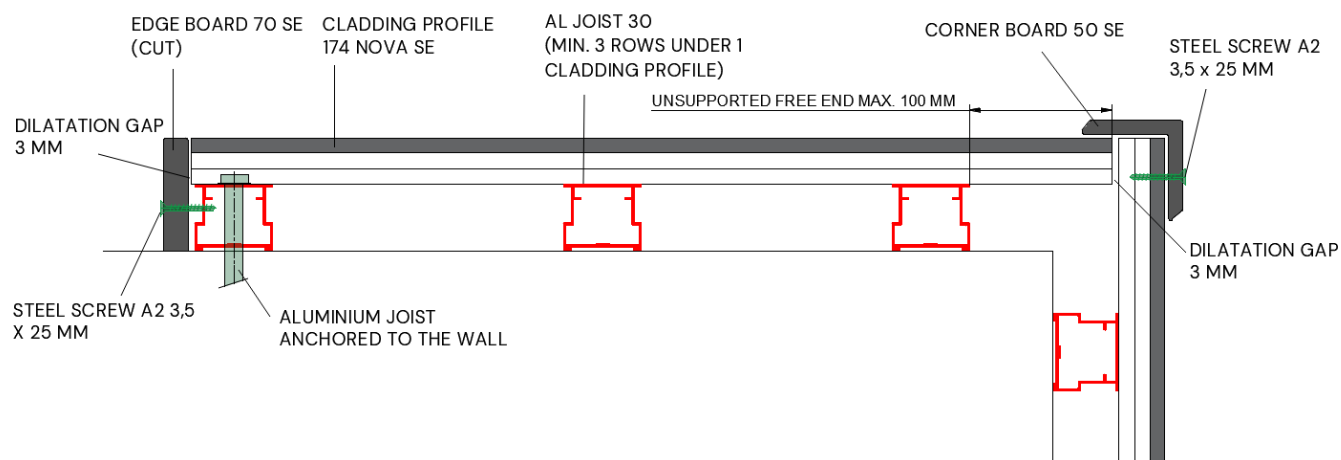 EDGE BOARD 70 SE
(CUT)
CLADDING PROFILE
174 NOVA SE
AL JOIST 30
(MIN. 3 ROWS UNDER 1
CLADDING PROFILE)
CORNER BOARD 50 SE
STEEL SCREW A2
3,5 x 25 MM
UNSUPPORTED FREE END MAX. 100 MM
DILATATION GAP
3 MM
DILATATION GAP
3 MM
STEEL SCREW A2 3,5
X 25 MM
ALUMINIUM JOIST
ANCHORED TO THE WALL